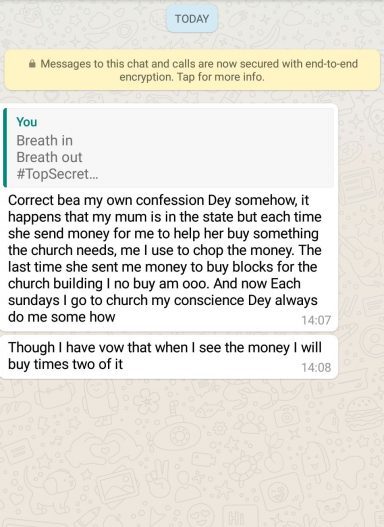 TODAY
Messages to this chat and calls are now secured with end-to-end
encryption. Tap for more info.
You
Breath in
Breath out
#TopSecret...
Correct bea my own confession Dey somehow, it
happens that my mum is in the state but each time
she send money for me to help her buy something
the church needs, me I use to chop the money. The
last time she sent me money to buy blocks for the
church building I no buy am ooo. And now Each
sundays I go to church my conscience Dey always
do me some how
14:07
Though I have vow that when I see the money I will
buy times two of it
14:08